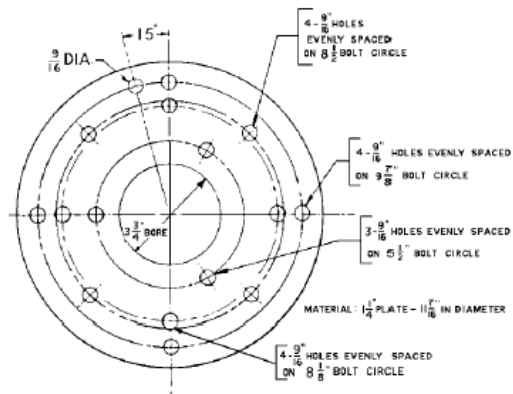 15°
9/16 DIA.
4-9/16" HOLES
EVENLY SPACED
ON 8 1/2" BOLT CIRCLE
4-9/16" HOLES EVENLY SPACED
ON 9 7/8" BOLT CIRCLE
3 3/4" BORE
3-9/16" HOLES EVENLY SPACED
ON 5 1/2" BOLT CIRCLE
MATERIAL: 1 1/4" PLATE - 11 7/16" IN DIAMETER
4-9/16" HOLES EVENLY SPACED
ON 8 1/8" BOLT CIRCLE